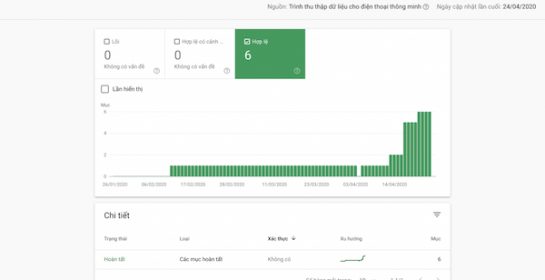 Nguồn: Trình thu thập dữ liệu cho điện thoại thông minh Ngày cập nhật lần cuối: 24/04/2020
Lỗi Hợp lệ có cảnh ... Hợp lệ
0 0 6
Không có vấn đề Không có vấn đề
Lần hiển thị
Mục
6
4
2
0
26/01/2020 06/02/2020 17/02/2020 28/02/2020 11/03/2020 23/03/2020 03/04/2020 14/04/2020
Chi tiết
Trạng thái Loại Xác thực Xu hướng Mục
Hoàn tất Các mục hoàn tất Không có 6